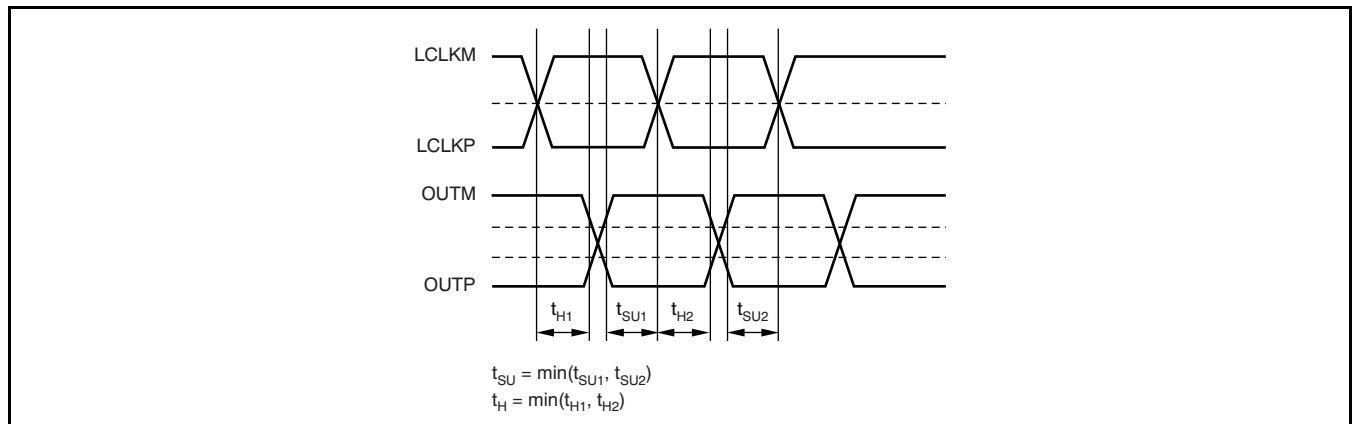 LCLKM
LCLKP
OUTM
OUTP
tH1 tSU1 tH2 tSU2
tSU = min(tSU1, tSU2)
tH = min(tH1, tH2)